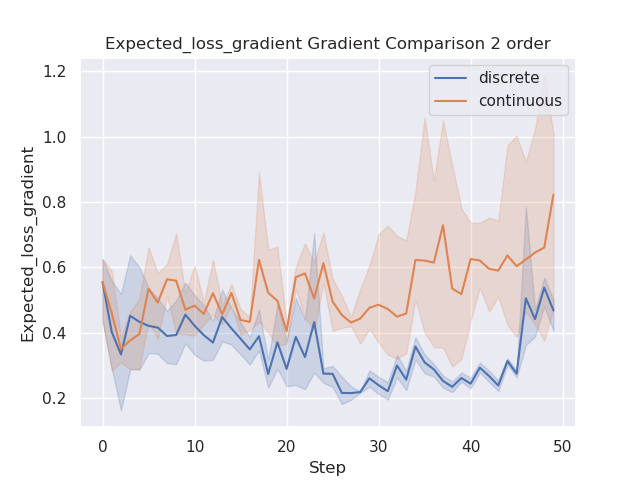 Expected_loss_gradient Gradient Comparison 2 order
discrete
continuous
1.2
1.0
0.8
0.6
0.4
0.2
Expected_loss_gradient
0 10 20 30 40 50
Step